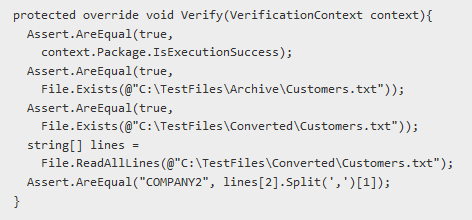 protected override void Verify(VerificationContext context){
  Assert.AreEqual(true,
    context.Package.IsExecutionSuccess);
  Assert.AreEqual(true,
    File.Exists(@"C:\TestFiles\Archive\Customers.txt"));
  Assert.AreEqual(true,
    File.Exists(@"C:\TestFiles\Converted\Customers.txt"));
  string[] lines =
    File.ReadAllLines(@"C:\TestFiles\Converted\Customers.txt");
  Assert.AreEqual("COMPANY2", lines[2].Split(',')[1]);
}